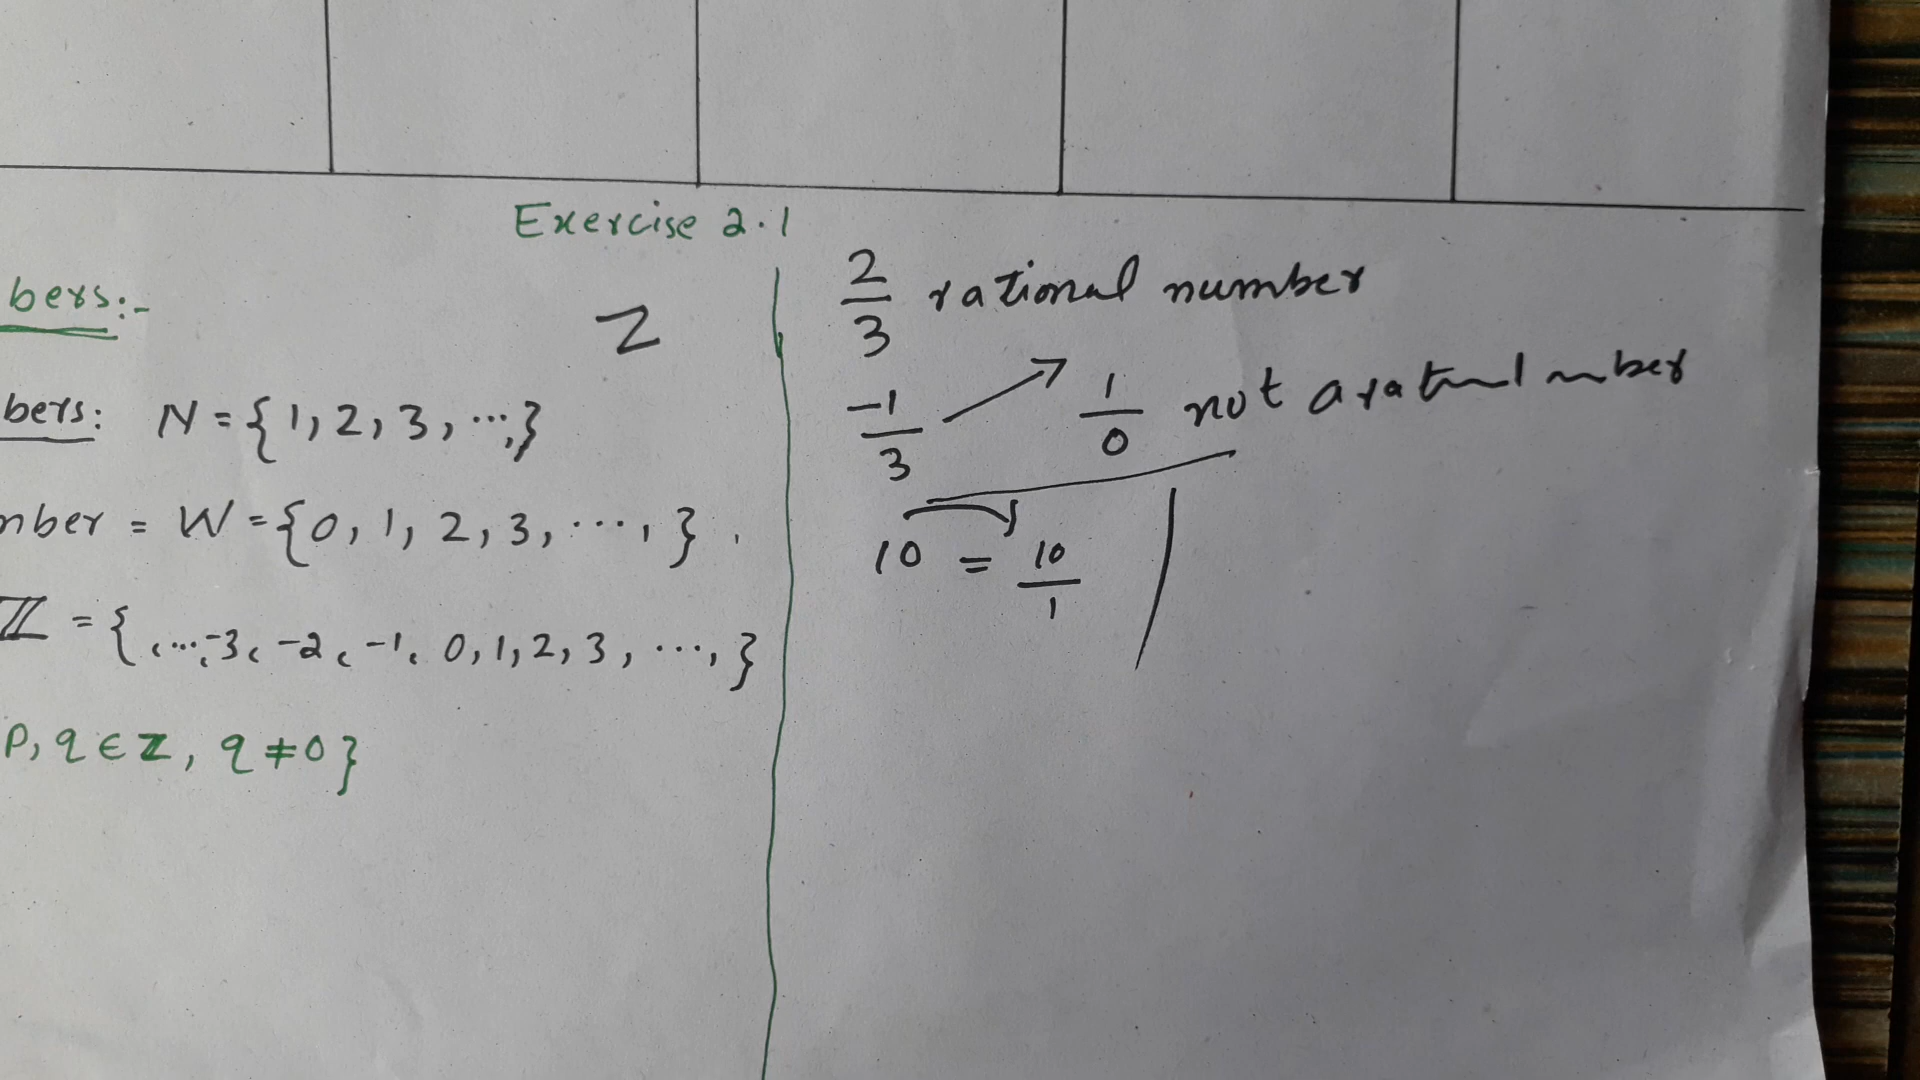 Exercise 2.1
bers:-
Z
bers: N = {1, 2, 3, ...,}
mber = W = {0, 1, 2, 3, ..., }.
ℤ = {, ..., -3, -2, -1, 0, 1, 2, 3, ..., }
P, q ∈ ℤ, q ≠ 0}
2/3 rational number
-1/3
1/0 not a rational number
10 = 10/1